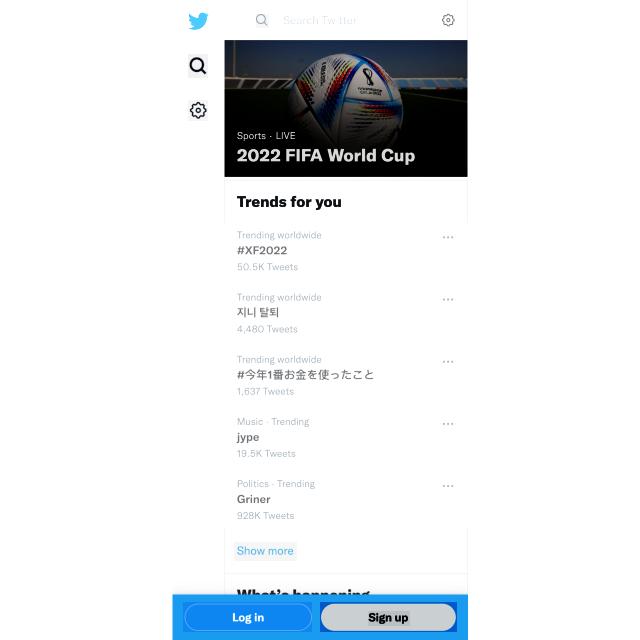 Search Twitter
Sports · LIVE
2022 FIFA World Cup
Trends for you
Trending worldwide
#XF2022
50.5K Tweets
Trending worldwide
지니 탈퇴
4,480 Tweets
Trending worldwide
#今年1番お金を使ったこと
1,637 Tweets
Music · Trending
jype
19.5K Tweets
Politics · Trending
Griner
928K Tweets
Show more
What's happening
Log in
Sign up